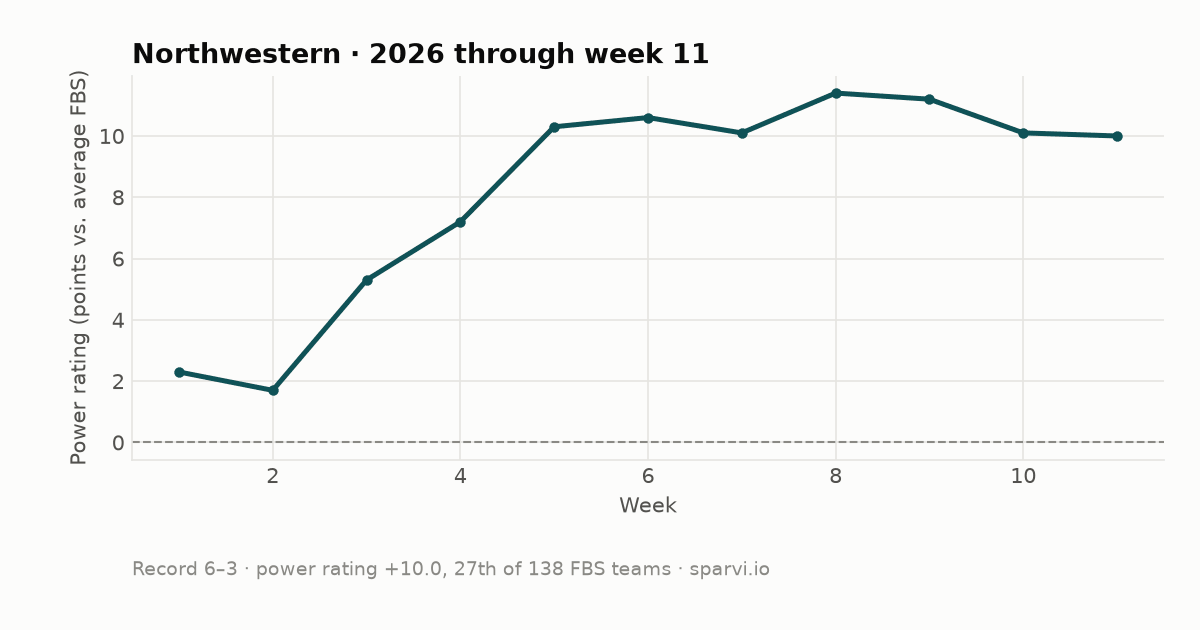 Northwestern · 2026 through week 11
Power rating (points vs. average FBS)
10
8
6
4
2
0
2 4 6 8 10
Week
Record 6–3 · power rating +10.0, 27th of 138 FBS teams · sparvi.io